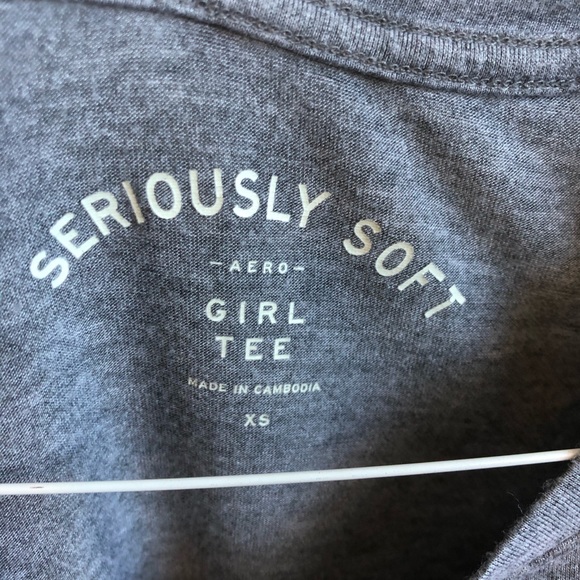 SERIOUSLY SOFT
-AERO-
GIRL
TEE
MADE IN CAMBODIA
XS